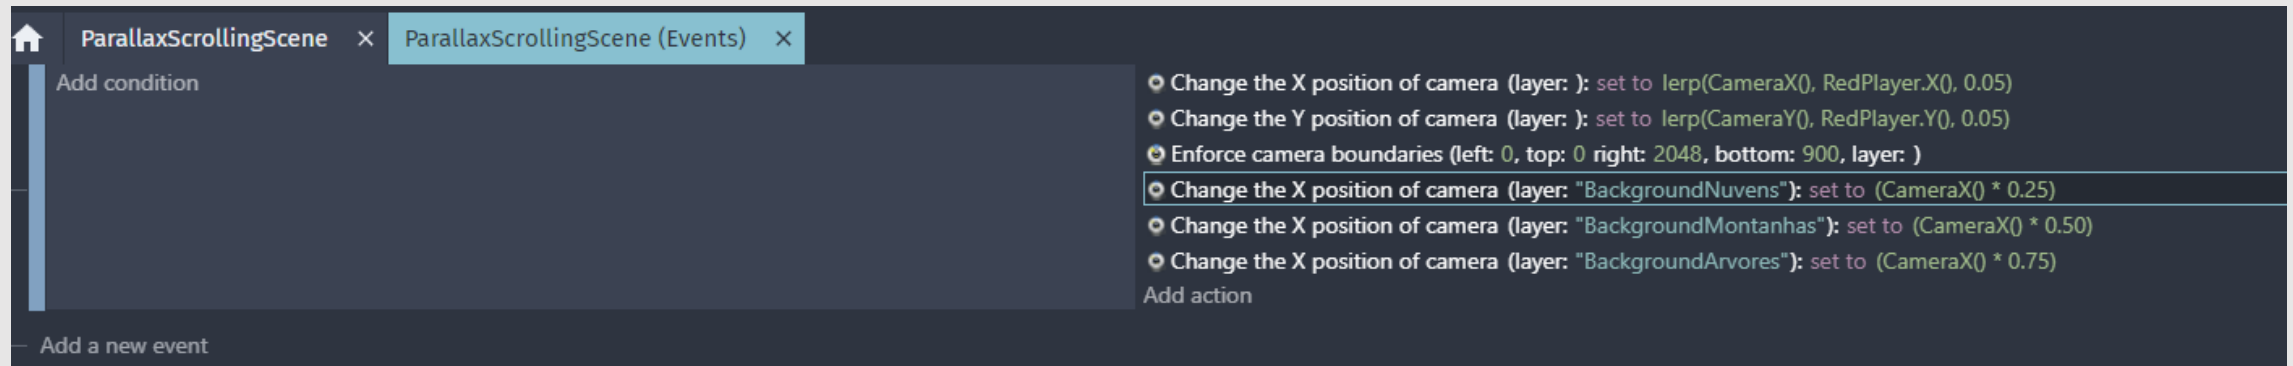 ParallaxScrollingScene × ParallaxScrollingScene (Events) ×
Add condition
Change the X position of camera (layer: ): set to lerp(CameraX(), RedPlayer.X(), 0.05)
Change the Y position of camera (layer: ): set to lerp(CameraY(), RedPlayer.Y(), 0.05)
Enforce camera boundaries (left: 0, top: 0 right: 2048, bottom: 900, layer: )
Change the X position of camera (layer: "BackgroundNuvens"): set to (CameraX() * 0.25)
Change the X position of camera (layer: "BackgroundMontanhas"): set to (CameraX() * 0.50)
Change the X position of camera (layer: "BackgroundArvores"): set to (CameraX() * 0.75)
Add action
Add a new event